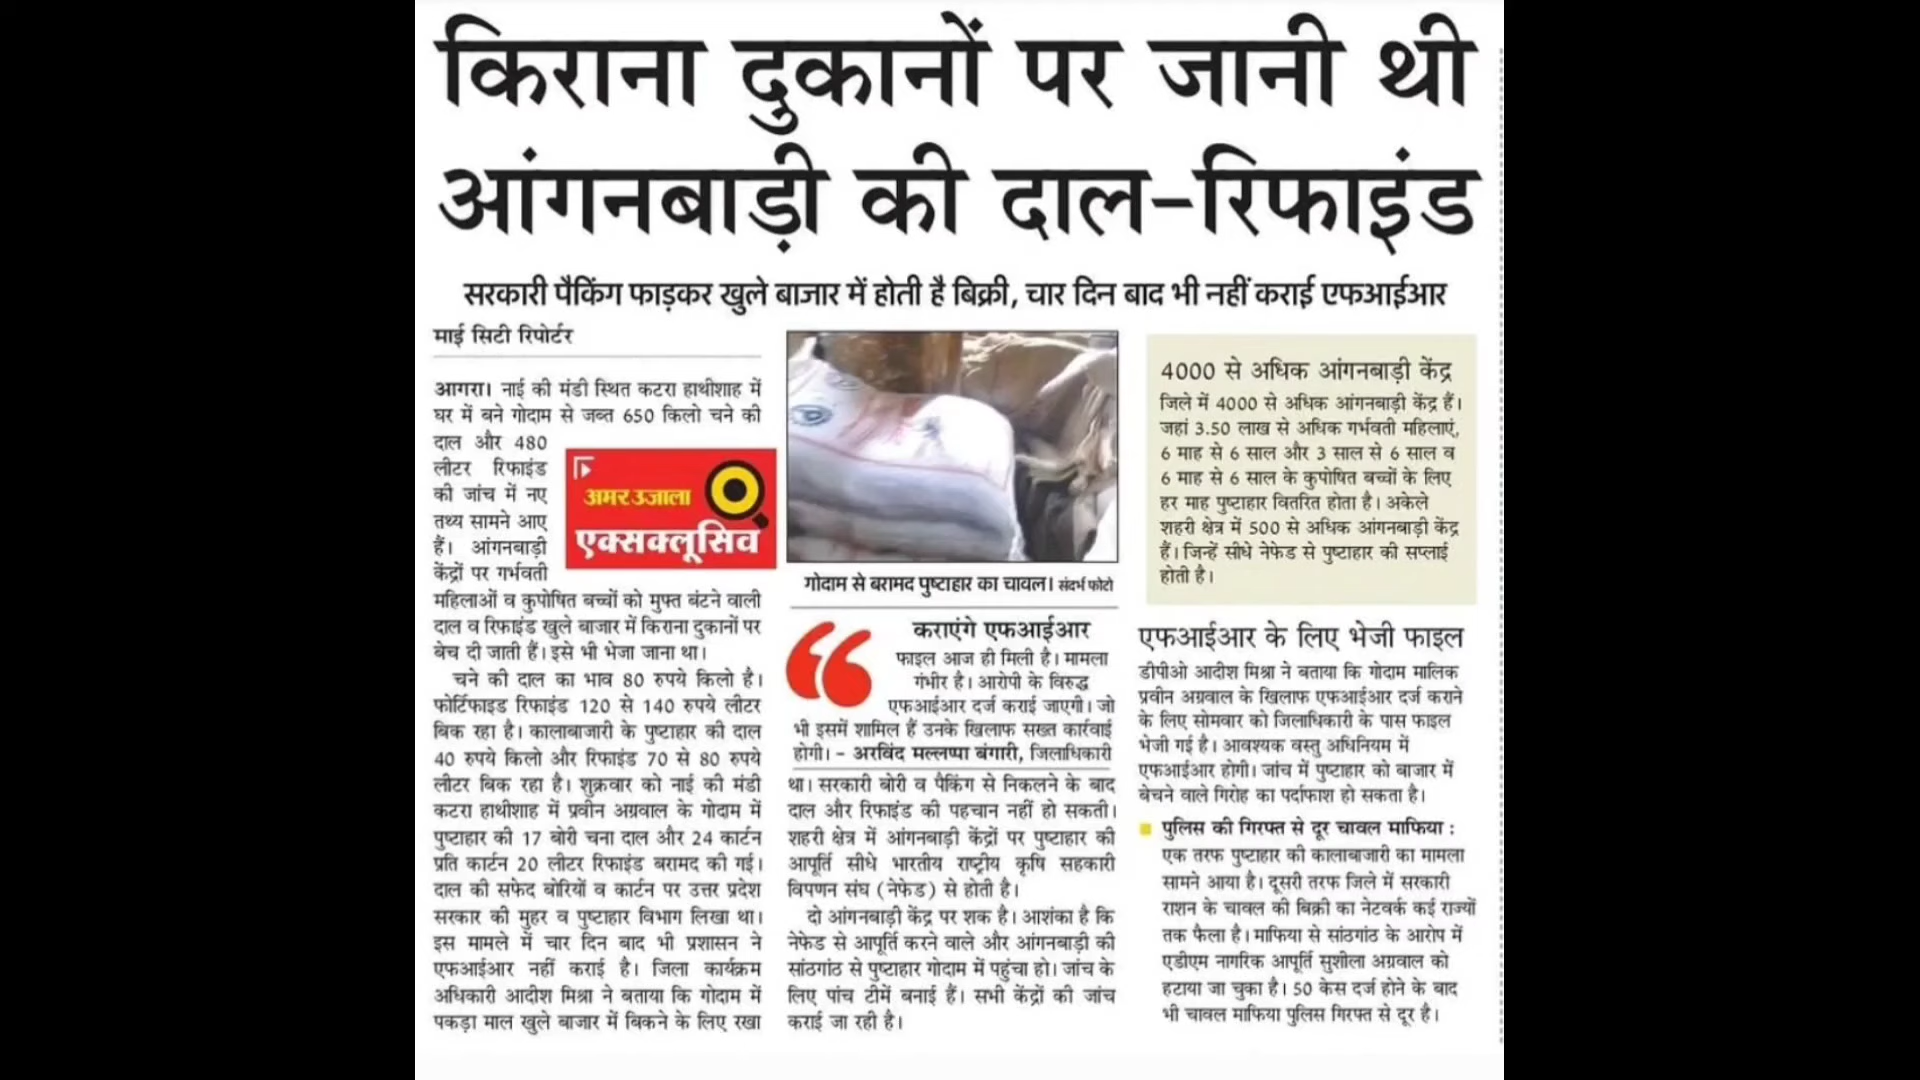 किराना दुकानों पर जानी थी
आंगनबाड़ी की दाल-रिफाइंड
सरकारी पैकिंग फाड़कर खुले बाजार में होती है बिक्री, चार दिन बाद भी नहीं कराई एफआईआर
माई सिटी रिपोर्टर
आगरा। नाई की मंडी स्थित कटरा हाथीशाह में
घर में बने गोदाम से जब्त 650 किलो चने की
दाल और 480
लीटर रिफाइंड
की जांच में नए
तथ्य सामने आए
हैं। आंगनबाड़ी
केंद्रों पर गर्भवती
अमर उजाला
एक्सक्लूसिव
महिलाओं व कुपोषित बच्चों को मुफ्त बंटने वाली
दाल व रिफाइंड खुले बाजार में किराना दुकानों पर
बेच दी जाती हैं। इसे भी भेजा जाना था।
चने की दाल का भाव 80 रुपये किलो है।
फोर्टिफाइड रिफाइंड 120 से 140 रुपये लीटर
बिक रहा है। कालाबाजारी के पुष्टाहार की दाल
40 रुपये किलो और रिफाइंड 70 से 80 रुपये
लीटर बिक रहा है। शुक्रवार को नाई की मंडी
कटरा हाथीशाह में प्रवीन अग्रवाल के गोदाम में
पुष्टाहार की 17 बोरी चना दाल और 24 कार्टन
प्रति कार्टन 20 लीटर रिफाइंड बरामद की गई।
दाल की सफेद बोरियों व कार्टन पर उत्तर प्रदेश
सरकार की मुहर व पुष्टाहार विभाग लिखा था।
इस मामले में चार दिन बाद भी प्रशासन ने
एफआईआर नहीं कराई है। जिला कार्यक्रम
अधिकारी आदीश मिश्रा ने बताया कि गोदाम में
पकड़ा माल खुले बाजार में बिकने के लिए रखा
गोदाम से बरामद पुष्टाहार का चावल। संदर्भ फोटो
कराएंगे एफआईआर
फाइल आज ही मिली है। मामला
गंभीर है। आरोपी के विरुद्ध
एफआईआर दर्ज कराई जाएगी। जो
भी इसमें शामिल हैं उनके खिलाफ सख्त कार्रवाई
होगी। - अरविंद मल्लप्पा बंगारी, जिलाधिकारी
था। सरकारी बोरी व पैकिंग से निकलने के बाद
दाल और रिफाइंड की पहचान नहीं हो सकती।
शहरी क्षेत्र में आंगनबाड़ी केंद्रों पर पुष्टाहार की
आपूर्ति सीधे भारतीय राष्ट्रीय कृषि सहकारी
विपणन संघ (नेफेड) से होती है।
दो आंगनबाड़ी केंद्र पर शक है। आशंका है कि
नेफेड से आपूर्ति करने वाले और आंगनबाड़ी की
सांठगांठ से पुष्टाहार गोदाम में पहुंचा हो। जांच के
लिए पांच टीमें बनाई हैं। सभी केंद्रों की जांच
कराई जा रही है।
4000 से अधिक आंगनबाड़ी केंद्र
जिले में 4000 से अधिक आंगनबाड़ी केंद्र हैं।
जहां 3.50 लाख से अधिक गर्भवती महिलाएं,
6 माह से 6 साल और 3 साल से 6 साल व
6 माह से 6 साल के कुपोषित बच्चों के लिए
हर माह पुष्टाहार वितरित होता है। अकेले
शहरी क्षेत्र में 500 से अधिक आंगनबाड़ी केंद्र
हैं। जिन्हें सीधे नेफेड से पुष्टाहार की सप्लाई
होती है।
एफआईआर के लिए भेजी फाइल
डीपीओ आदीश मिश्रा ने बताया कि गोदाम मालिक
प्रवीन अग्रवाल के खिलाफ एफआईआर दर्ज कराने
के लिए सोमवार को जिलाधिकारी के पास फाइल
भेजी गई है। आवश्यक वस्तु अधिनियम में
एफआईआर होगी। जांच में पुष्टाहार को बाजार में
बेचने वाले गिरोह का पर्दाफाश हो सकता है।
पुलिस की गिरफ्त से दूर चावल माफिया :
एक तरफ पुष्टाहार की कालाबाजारी का मामला
सामने आया है। दूसरी तरफ जिले में सरकारी
राशन के चावल की बिक्री का नेटवर्क कई राज्यों
तक फैला है। माफिया से सांठगांठ के आरोप में
एडीएम नागरिक आपूर्ति सुशीला अग्रवाल को
हटाया जा चुका है। 50 केस दर्ज होने के बाद
भी चावल माफिया पुलिस गिरफ्त से दूर है।